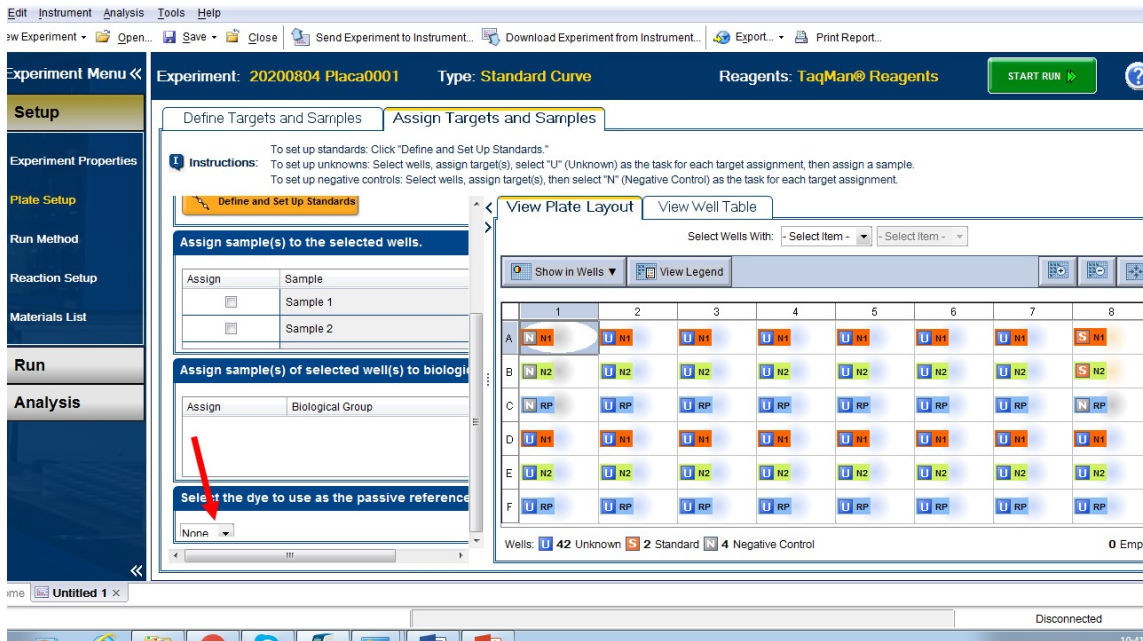 Edit Instrument Analysis Tools Help
ew Experiment Open... Save Close Send Experiment to Instrument... Download Experiment from Instrument... Export... Print Report...
Experiment Menu « Experiment: 20200804 Placa0001 Type: Standard Curve Reagents: TaqMan® Reagents START RUN ?
Setup
Experiment Properties
Plate Setup
Run Method
Reaction Setup
Materials List
Run
Analysis
«
Define Targets and Samples Assign Targets and Samples
Instructions:
To set up standards: Click "Define and Set Up Standards."
To set up unknowns: Select wells, assign target(s), select "U" (Unknown) as the task for each target assignment, then assign a sample.
To set up negative controls: Select wells, assign target(s), then select "N" (Negative Control) as the task for each target assignment.
Define and Set Up Standards
Assign sample(s) to the selected wells.
Assign Sample
Sample 1
Sample 2
Assign sample(s) of selected well(s) to biologi
Assign Biological Group
Select the dye to use as the passive reference
None
View Plate Layout View Well Table
Select Wells With: - Select Item - - Select Item -
Show in Wells ▼ View Legend
1 2 3 4 5 6 7 8
A N N1 U N1 U N1 U N1 U N1 U N1 U N1 S N1
B N N2 U N2 U N2 U N2 U N2 U N2 U N2 S N2
C N RP U RP U RP U RP U RP U RP U RP N RP
D U N1 U N1 U N1 U N1 U N1 U N1 U N1 U N1
E U N2 U N2 U N2 U N2 U N2 U N2 U N2 U N2
F U RP U RP U RP U RP U RP U RP U RP U RP
Wells: U 42 Unknown S 2 Standard N 4 Negative Control 0 Emp
ome Untitled 1 ×
Disconnected